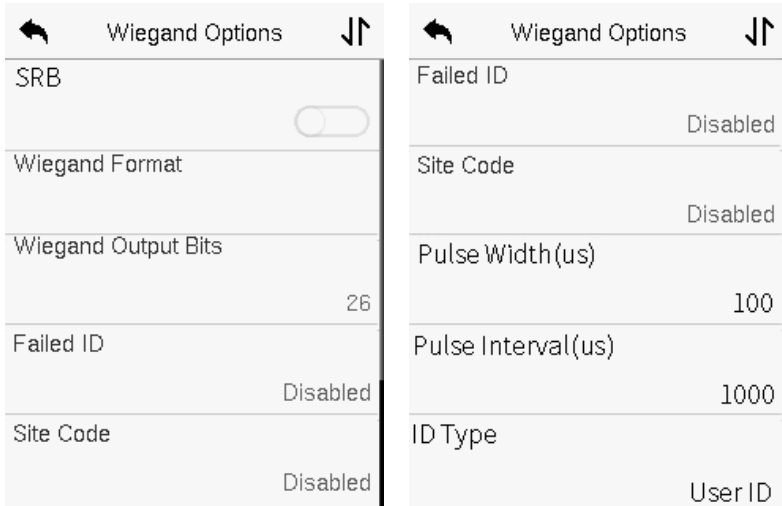 Wiegand Options
SRB
Wiegand Format
Wiegand Output Bits
26
Failed ID
Disabled
Site Code
Disabled
Wiegand Options
Failed ID
Disabled
Site Code
Disabled
Pulse Width(us)
100
Pulse Interval(us)
1000
ID Type
User ID